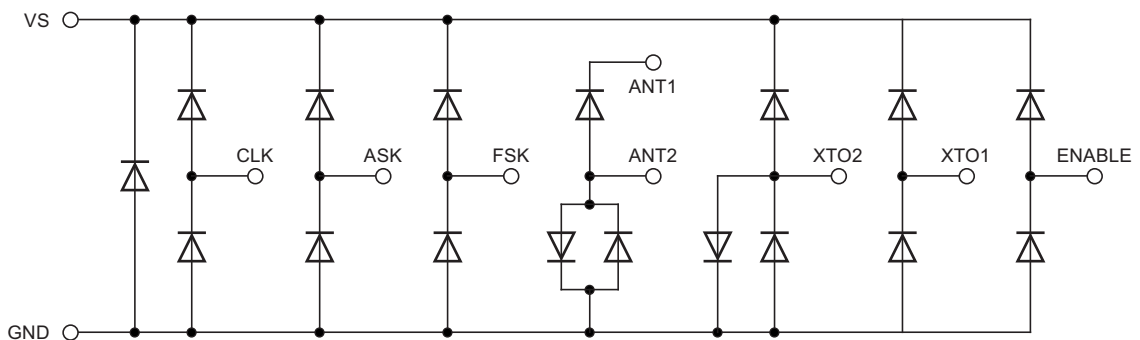 VS
ANT1
CLK
ASK
FSK
ANT2
XTO2
XTO1
ENABLE
GND